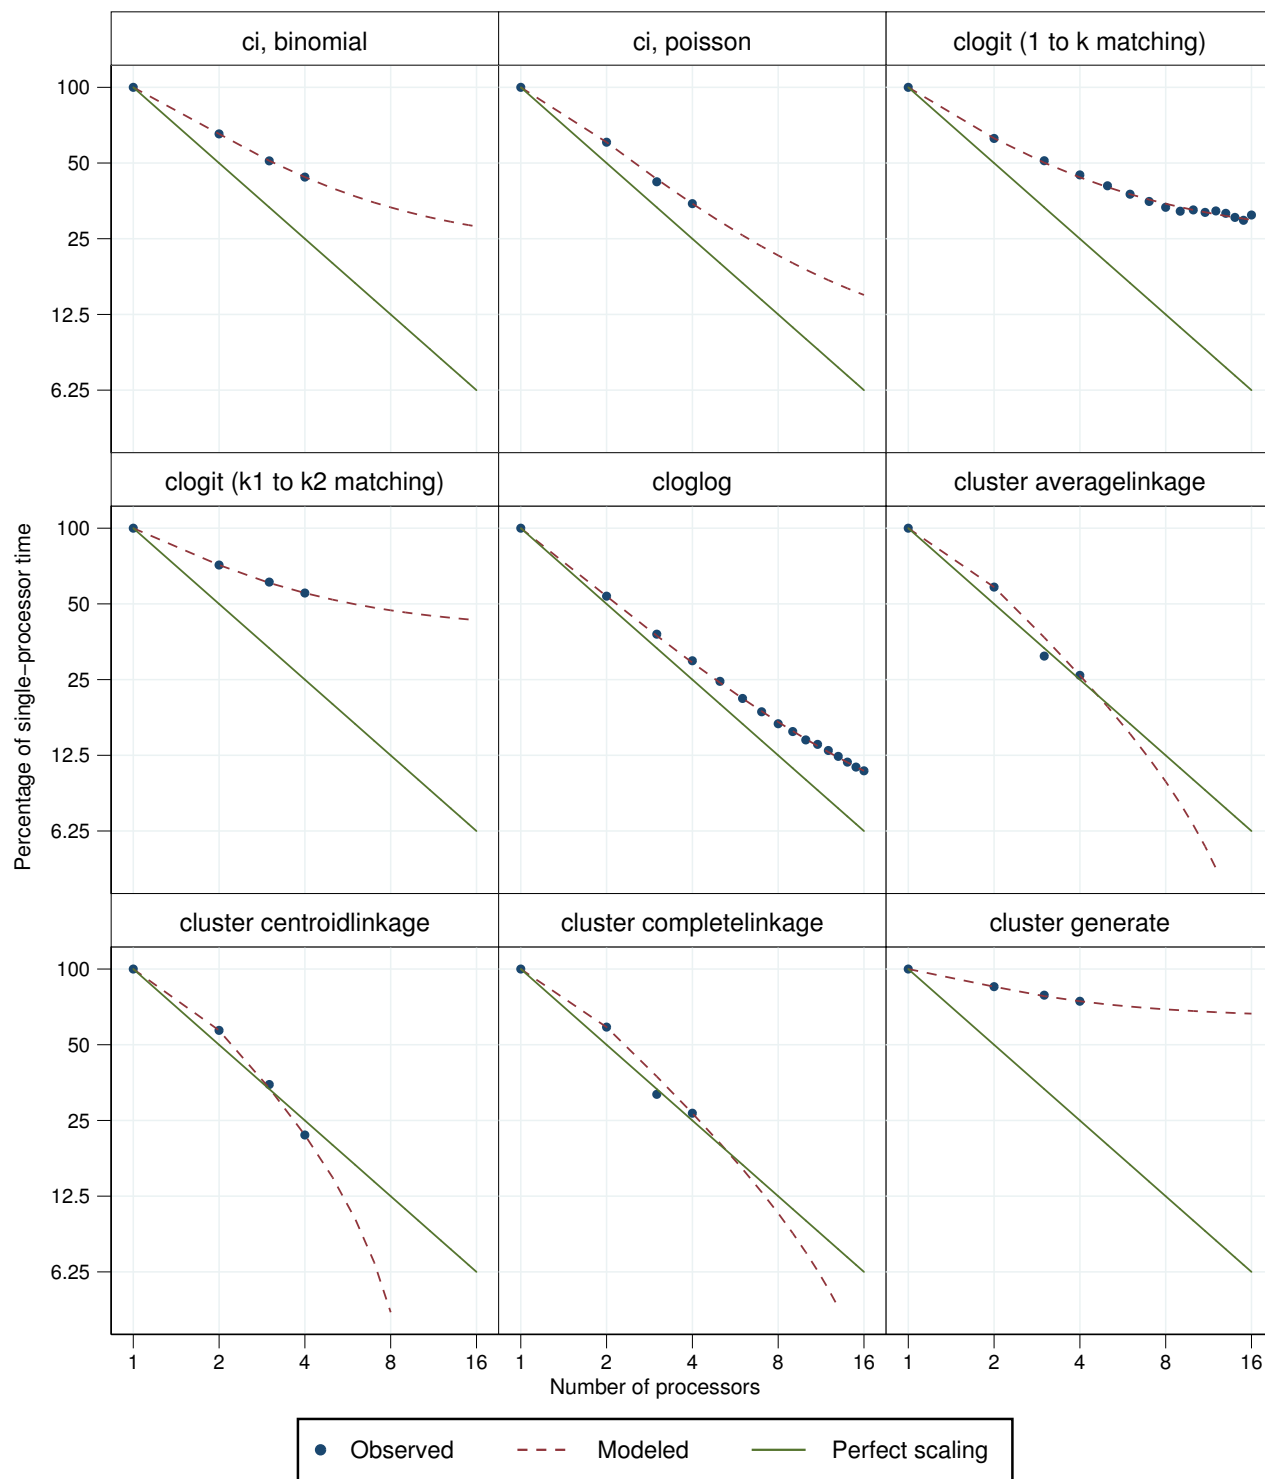 ci, binomial
ci, poisson
clogit (1 to k matching)
100
50
25
12.5
6.25
clogit (k1 to k2 matching)
cloglog
cluster averagelinkage
100
50
25
12.5
6.25
Percentage of single−processor time
cluster centroidlinkage
cluster completelinkage
cluster generate
100
50
25
12.5
6.25
1 2 4 8 16
1 2 4 8 16
1 2 4 8 16
Number of processors
Observed Modeled Perfect scaling